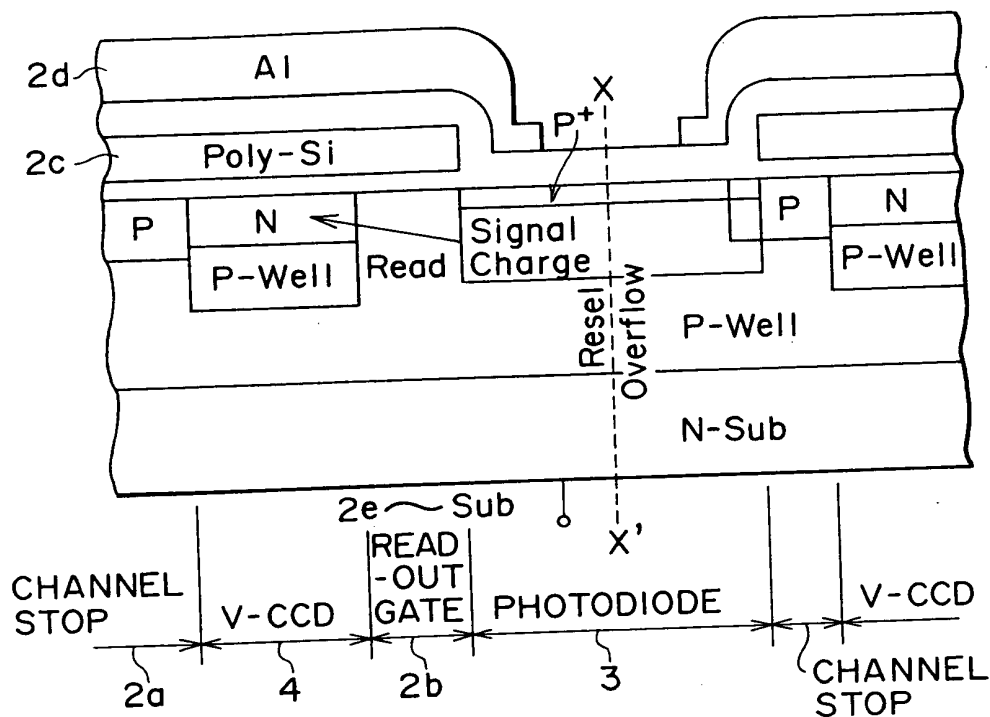 2d
Al
X
P+
2c
Poly-Si
P
N
Signal
Charge
P
N
P-Well
Read
P-Well
Resel
Overflow
P-Well
N-Sub
2e
Sub
X'
CHANNEL
STOP
V-CCD
READ
-OUT
GATE
PHOTODIODE
V-CCD
2a
4
2b
3
CHANNEL
STOP